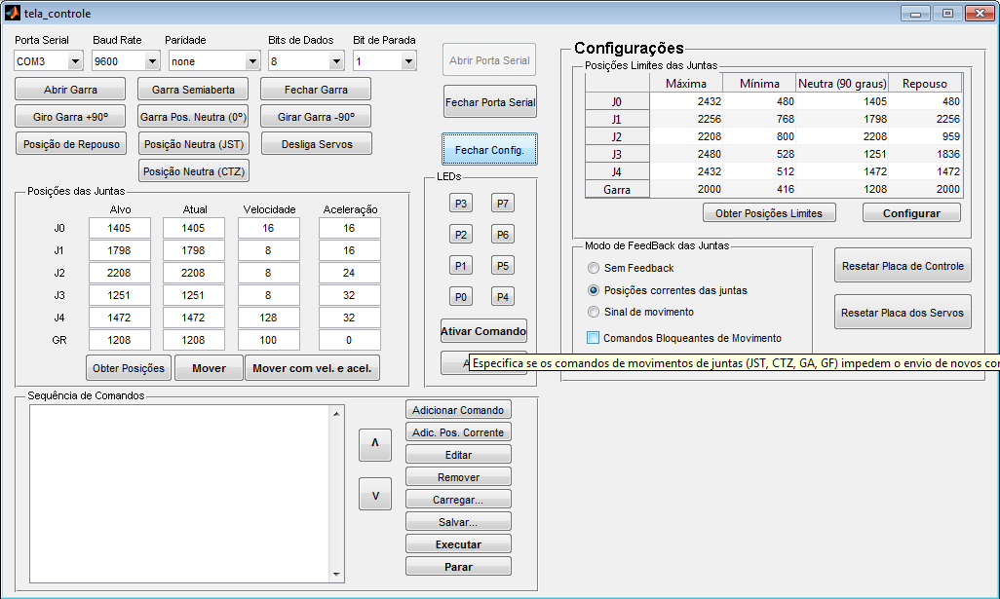 tela_controle
Porta Serial Baud Rate Paridade Bits de Dados Bit de Parada
COM3 9600 none 8 1
Abrir Garra Garra Semiaberta Fechar Garra
Giro Garra +90º Garra Pos. Neutra (0º) Girar Garra -90º
Posição de Repouso Posição Neutra (JST) Desliga Servos
Posição Neutra (CTZ)
Abrir Porta Serial
Fechar Porta Serial
Fechar Config.
Posições das Juntas
Alvo Atual Velocidade Aceleração
J0 1405 1405 16 16
J1 1798 1798 8 16
J2 2208 2208 8 24
J3 1251 1251 8 32
J4 1472 1472 128 32
GR 1208 1208 100 0
Obter Posições Mover Mover com vel. e acel.
LEDs
P3 P7
P2 P6
P1 P5
P0 P4
Ativar Comando
A
Sequência de Comandos
Λ
V
Adicionar Comando
Adic. Pos. Corrente
Editar
Remover
Carregar...
Salvar...
Executar
Parar
Configurações
Posições Limites das Juntas
Máxima Mínima Neutra (90 graus) Repouso
J0 2432 480 1405 480
J1 2256 768 1798 2256
J2 2208 800 2208 959
J3 2480 528 1251 1836
J4 2432 512 1472 1472
Garra 2000 416 1208 2000
Obter Posições Limites Configurar
Modo de FeedBack das Juntas
Sem Feedback
Posições correntes das juntas
Sinal de movimento
Comandos Bloqueantes de Movimento
Resetar Placa de Controle
Resetar Placa dos Servos
Especifica se os comandos de movimentos de juntas (JST, CTZ, GA, GF) impedem o envio de novos